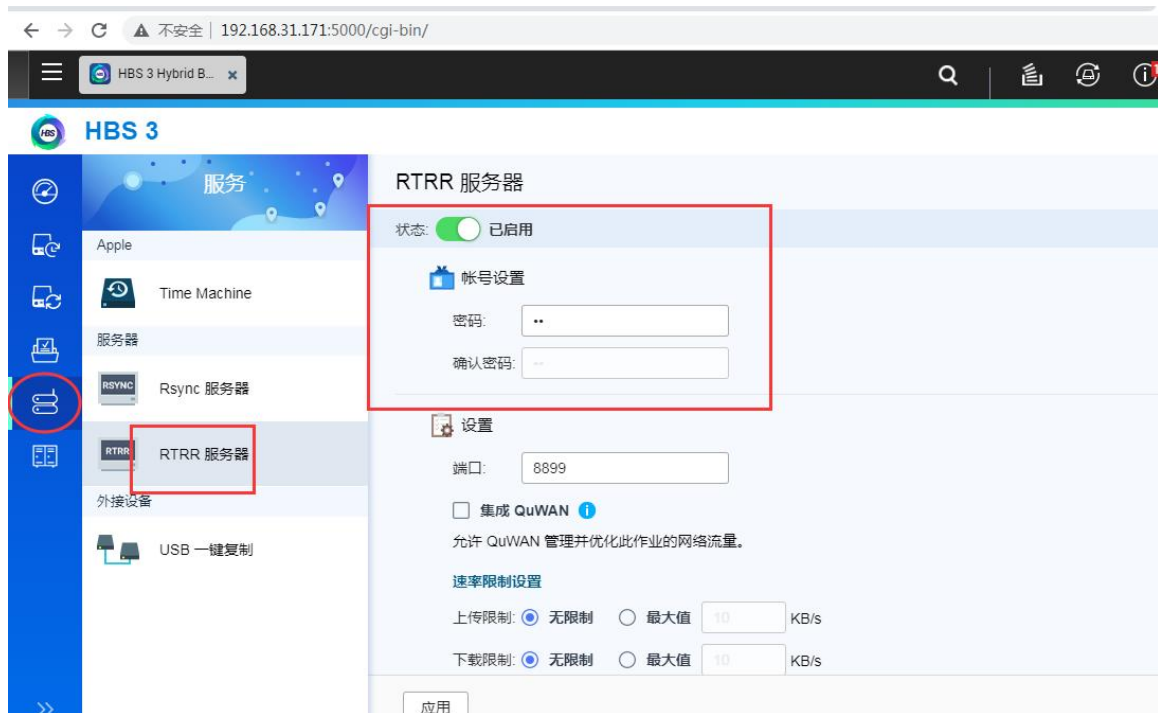 不安全 | 192.168.31.171:5000/cgi-bin/
HBS 3 Hybrid B...
HBS
HBS 3
服务
Apple
Time Machine
服务器
RSYNC
Rsync 服务器
RTRR
RTRR 服务器
外接设备
USB 一键复制
RTRR 服务器
状态: 已启用
帐号设置
密码: ••
确认密码: --
设置
端口: 8899
集成 QuWAN
允许 QuWAN 管理并优化此作业的网络流量。
速率限制设置
上传限制: 无限制 最大值 10 KB/s
下载限制: 无限制 最大值 10 KB/s
应用